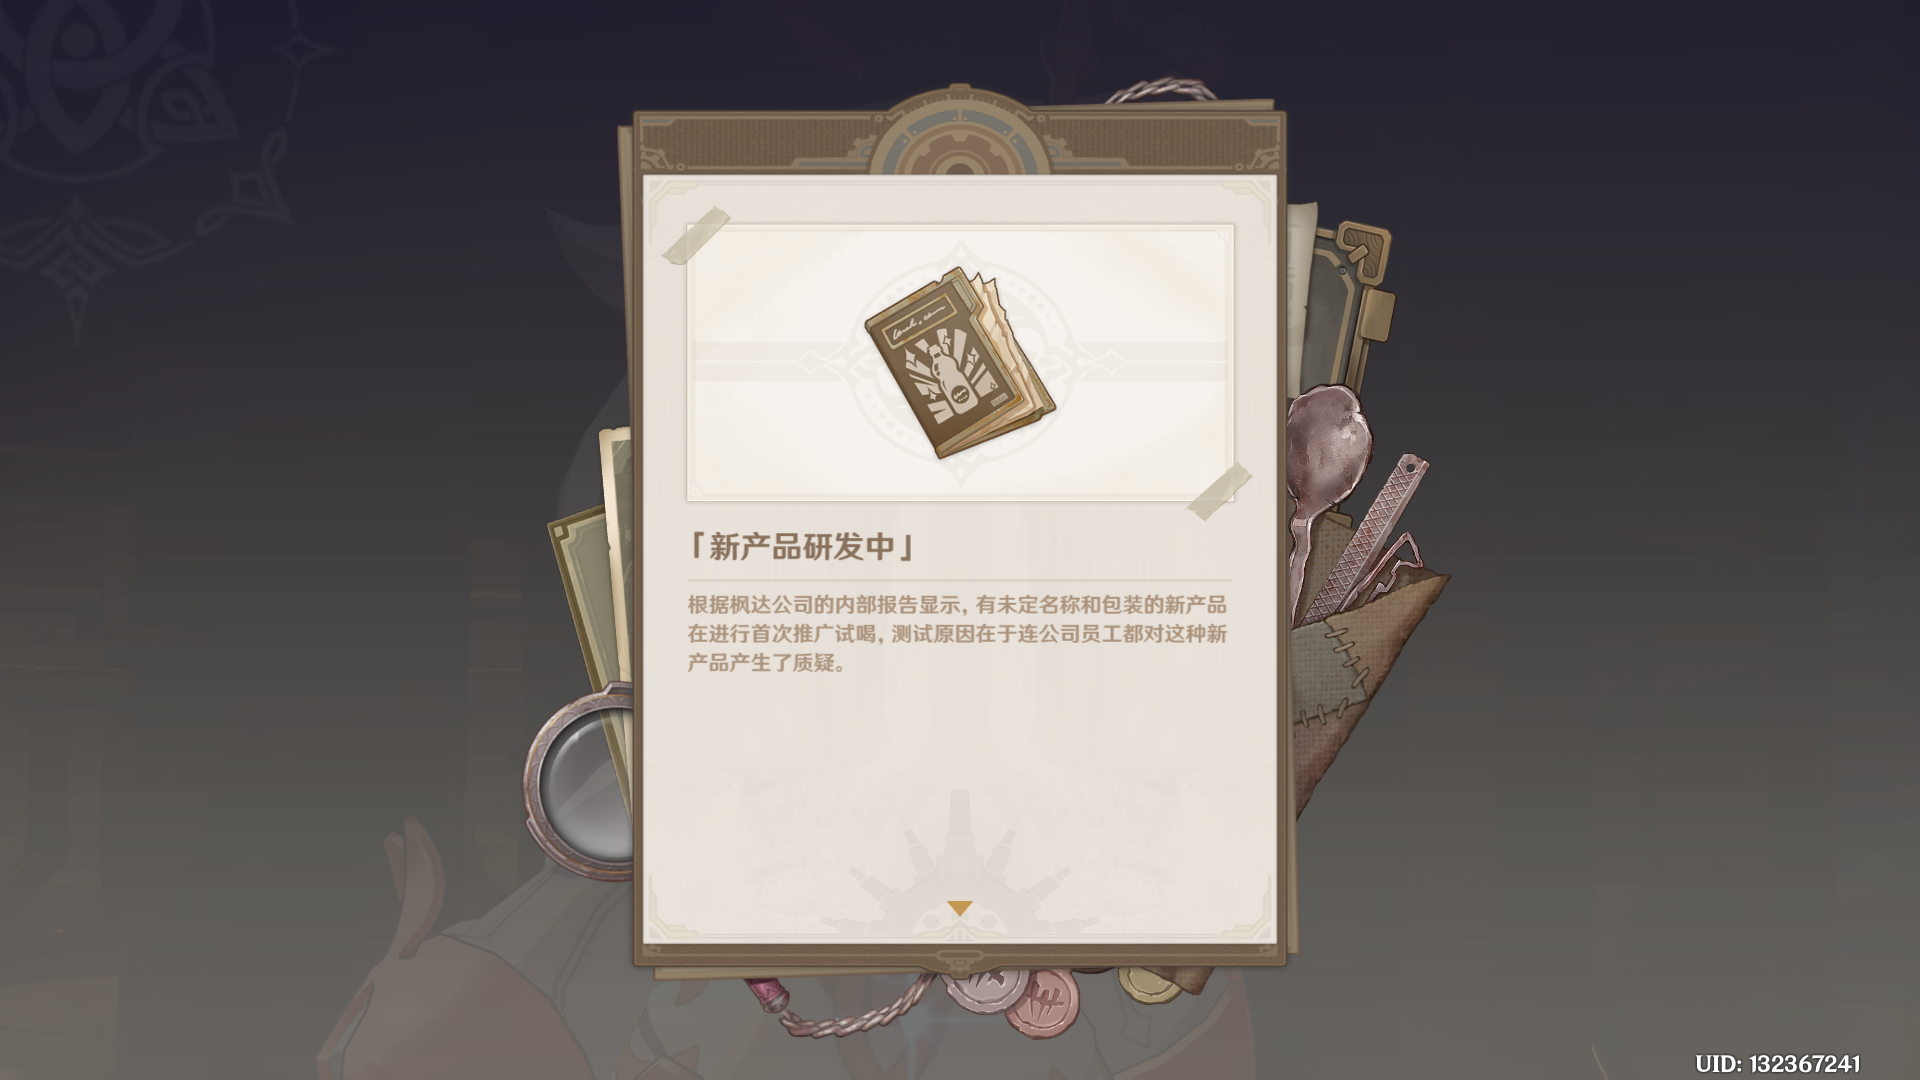 「新产品研发中」
根据枫达公司的内部报告显示，有未定名称和包装的新产品
在进行首次推广试喝，测试原因在于连公司员工都对这种新
产品产生了质疑。
UID: 132367241